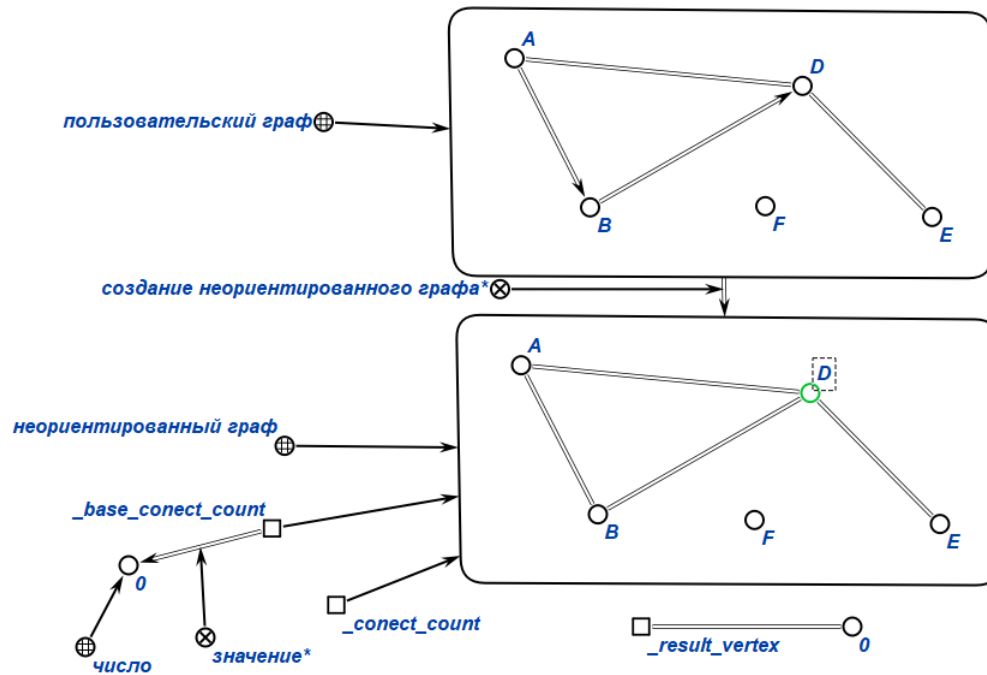 A
D
пользовательский граф
B
F
E
создание неориентированного графа*
A
D
неориентированный граф
_base_conect_count
B
F
E
0
_conect_count
_result_vertex
0
число
значение*